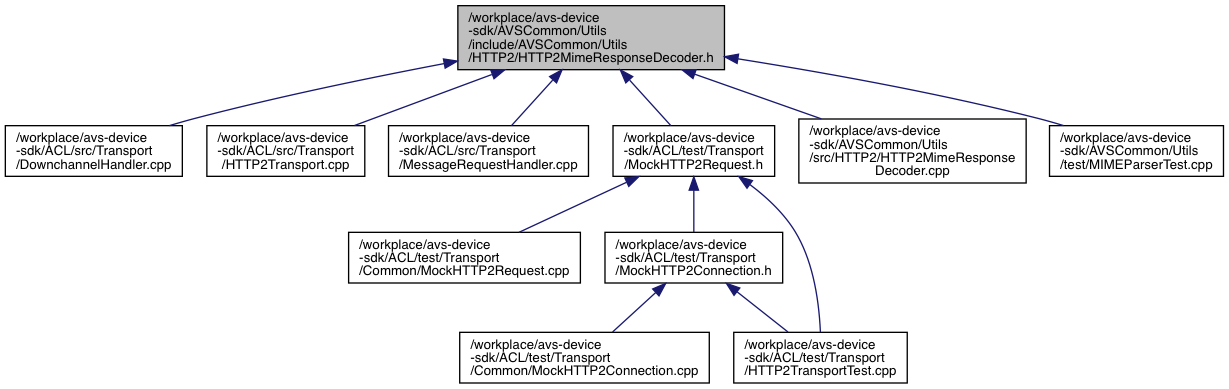 /workplace/avs-device
-sdk/AVSCommon/Utils
/include/AVSCommon/Utils
/HTTP2/HTTP2MimeResponseDecoder.h
/workplace/avs-device
-sdk/ACL/src/Transport
/DownchannelHandler.cpp
/workplace/avs-device
-sdk/ACL/src/Transport
/HTTP2Transport.cpp
/workplace/avs-device
-sdk/ACL/src/Transport
/MessageRequestHandler.cpp
/workplace/avs-device
-sdk/ACL/test/Transport
/MockHTTP2Request.h
/workplace/avs-device
-sdk/AVSCommon/Utils
/src/HTTP2/HTTP2MimeResponse
Decoder.cpp
/workplace/avs-device
-sdk/AVSCommon/Utils
/test/MIMEParserTest.cpp
/workplace/avs-device
-sdk/ACL/test/Transport
/Common/MockHTTP2Request.cpp
/workplace/avs-device
-sdk/ACL/test/Transport
/MockHTTP2Connection.h
/workplace/avs-device
-sdk/ACL/test/Transport
/Common/MockHTTP2Connection.cpp
/workplace/avs-device
-sdk/ACL/test/Transport
/HTTP2TransportTest.cpp